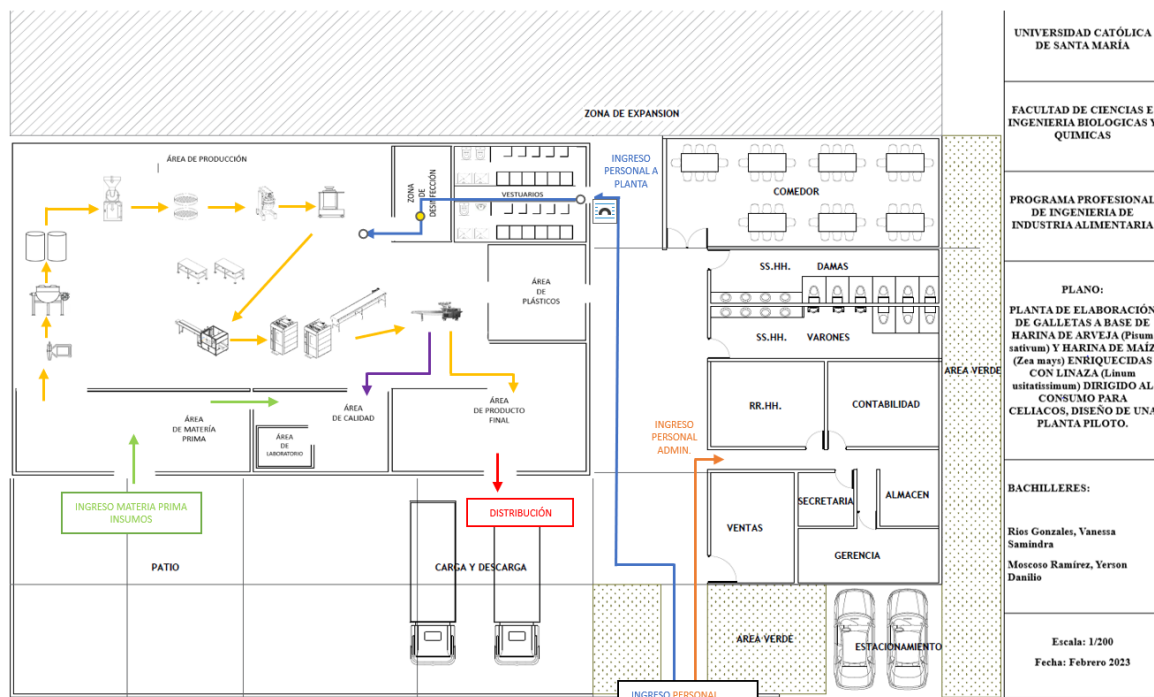 ZONA DE EXPANSION
ÁREA DE PRODUCCIÓN
ZONA
DE
DESINFECCIÓN
VESTUARIOS
INGRESO
PERSONAL A
PLANTA
COMEDOR
ÁREA
DE
PLÁSTICOS
SS.HH. DAMAS
SS.HH. VARONES
AREA VERDE
ÁREA
DE MATERÍA
PRIMA
ÁREA
DE CALIDAD
ÁREA
DE
LABORATORIO
ÁREA
DE PRODUCTO
FINAL
RR.HH.
CONTABILIDAD
INGRESO
PERSONAL
ADMIN.
INGRESO MATERIA PRIMA
INSUMOS
DISTRIBUCIÓN
VENTAS
SECRETARIA
ALMACEN
GERENCIA
PATIO
CARGA Y DESCARGA
AREA VERDE
ESTACIONAMIENTO
INGRESO PERSONAL
UNIVERSIDAD CATÓLICA
DE SANTA MARÍA
FACULTAD DE CIENCIAS E
INGENIERIA BIOLOGICAS Y
QUIMICAS
PROGRAMA PROFESIONAL
DE INGENIERIA DE
INDUSTRIA ALIMENTARIA
PLANO:
PLANTA DE ELABORACIÓN
DE GALLETAS A BASE DE
HARINA DE ARVEJA (Pisum
sativum) Y HARINA DE MAÍZ
(Zea mays) ENRIQUECIDAS
CON LINAZA (Linum
usitatissimum) DIRIGIDO AL
CONSUMO PARA
CELIACOS, DISEÑO DE UNA
PLANTA PILOTO.
BACHILLERES:
Rios Gonzales, Vanessa
Samindra
Moscoso Ramírez, Yerson
Danilio
Escala: 1/200
Fecha: Febrero 2023